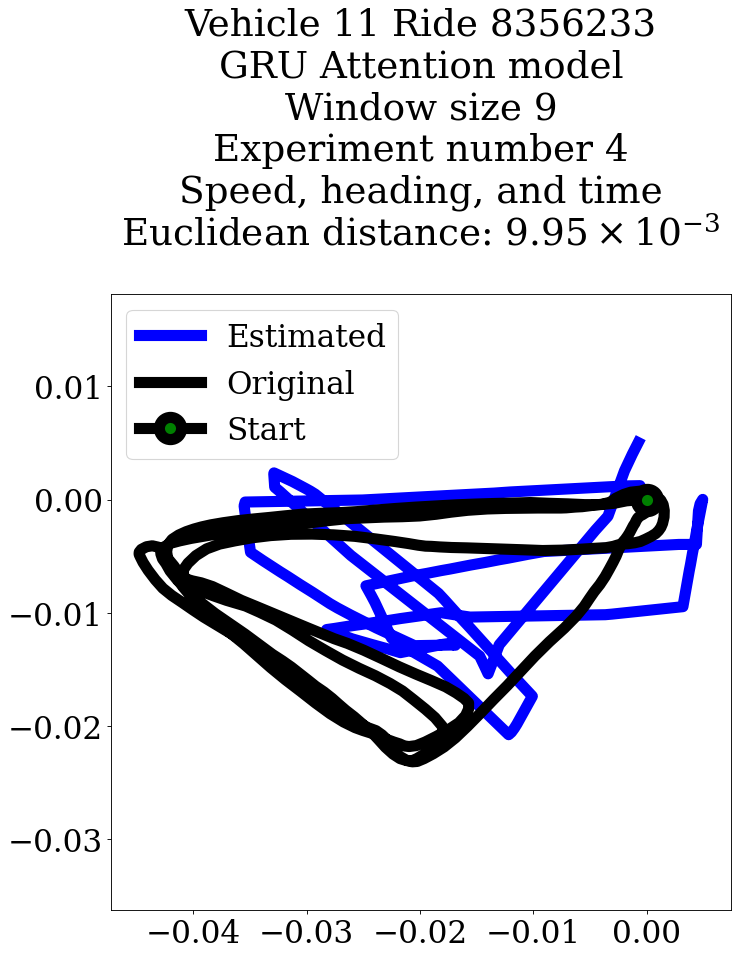 Vehicle 11 Ride 8356233
GRU Attention model
Window size 9
Experiment number 4
Speed, heading, and time
Euclidean distance: 9.95 × 10⁻³
Estimated
Original
Start
0.01
0.00
−0.01
−0.02
−0.03
−0.04 −0.03 −0.02 −0.01 0.00